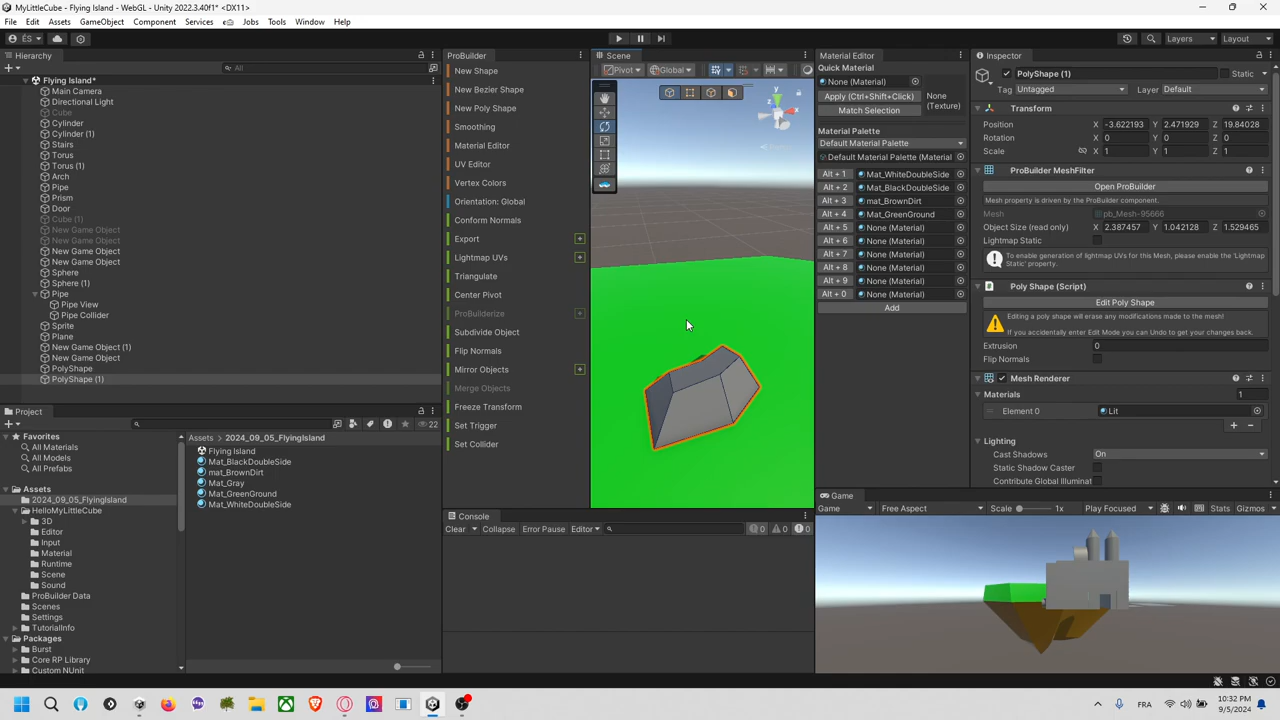 MyLittleCube - Flying Island - WebGL - Unity 2022.3.40f1* <DX11>
File Edit Assets GameObject Component Services Jobs Tools Window Help
ÉS Layers Layout
Hierarchy
All
Flying Island*
Main Camera
Directional Light
Cube
Cylinder
Cylinder (1)
Stairs
Torus
Torus (1)
Arch
Pipe
Prism
Door
Cube (1)
New Game Object
New Game Object
New Game Object
New Game Object
Sphere
Sphere (1)
Pipe
Pipe View
Pipe Collider
Sprite
Plane
New Game Object (1)
New Game Object
PolyShape
PolyShape (1)
Project
22
Favorites
All Materials
All Models
All Prefabs
Assets
2024_09_05_FlyingIsland
HelloMyLittleCube
3D
Editor
Input
Material
Runtime
Scene
Sound
ProBuilder Data
Scenes
Settings
TutorialInfo
Packages
Burst
Core RP Library
Custom NUnit
Assets 2024_09_05_FlyingIsland
Flying Island
Mat_BlackDoubleSide
mat_BrownDirt
Mat_Gray
Mat_GreenGround
Mat_WhiteDoubleSide
ProBuilder
New Shape
New Bezier Shape
New Poly Shape
Smoothing
Material Editor
UV Editor
Vertex Colors
Orientation: Global
Conform Normals
Export
Lightmap UVs
Triangulate
Center Pivot
ProBuilderize
Subdivide Object
Flip Normals
Mirror Objects
Merge Objects
Freeze Transform
Set Trigger
Set Collider
Scene
Pivot Global
y
z
x
Console
Clear Collapse Error Pause Editor 0 0 0
Material Editor
Quick Material
None (Material)
Apply (Ctrl+Shift+Click)
Match Selection
None (Texture)
Material Palette
Default Material Palette
Default Material Palette (Material
Alt + 1 Mat_WhiteDoubleSide
Alt + 2 Mat_BlackDoubleSide
Alt + 3 mat_BrownDirt
Alt + 4 Mat_GreenGround
Alt + 5 None (Material)
Alt + 6 None (Material)
Alt + 7 None (Material)
Alt + 8 None (Material)
Alt + 9 None (Material)
Alt + 0 None (Material)
Add
Inspector
PolyShape (1) Static
Tag Untagged Layer Default
Transform
Position X -3.622193 Y 2.471929 Z 19.84028
Rotation X 0 Y 0 Z 0
Scale X 1 Y 1 Z 1
ProBuilder MeshFilter
Open ProBuilder
Mesh property is driven by the ProBuilder component.
Mesh pb_Mesh-95666
Object Size (read only) X 2.387457 Y 1.042128 Z 1.529465
Lightmap Static
To enable generation of lightmap UVs for this Mesh, please enable the 'Lightmap Static' property.
Poly Shape (Script)
Edit Poly Shape
Editing a poly shape will erase any modifications made to the mesh!
If you accidentally enter Edit Mode you can Undo to get your changes back.
Extrusion 0
Flip Normals
Mesh Renderer
Materials 1
Element 0 Lit
Lighting
Cast Shadows On
Static Shadow Caster
Contribute Global Illuminat
Game
Game Free Aspect Scale 1x Play Focused Stats Gizmos
FRA 10:32 PM
9/5/2024